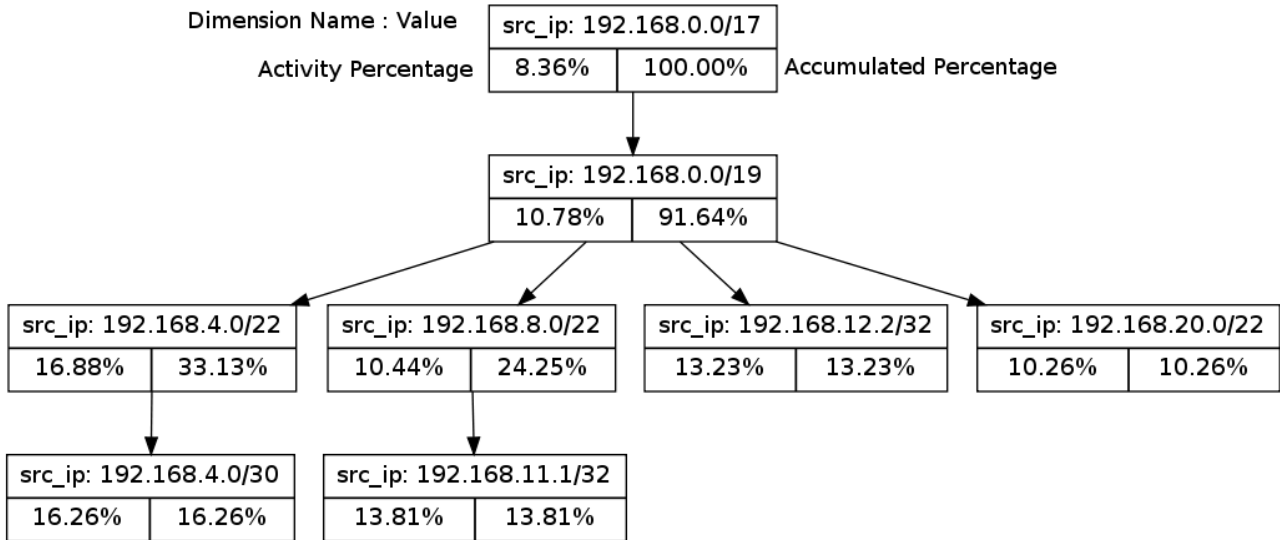 Dimension Name : Value
src_ip: 192.168.0.0/17
Activity Percentage
8.36%
100.00%
Accumulated Percentage
src_ip: 192.168.0.0/19
10.78%
91.64%
src_ip: 192.168.4.0/22
src_ip: 192.168.8.0/22
src_ip: 192.168.12.2/32
src_ip: 192.168.20.0/22
16.88%
33.13%
10.44%
24.25%
13.23%
13.23%
10.26%
10.26%
src_ip: 192.168.4.0/30
src_ip: 192.168.11.1/32
16.26%
16.26%
13.81%
13.81%